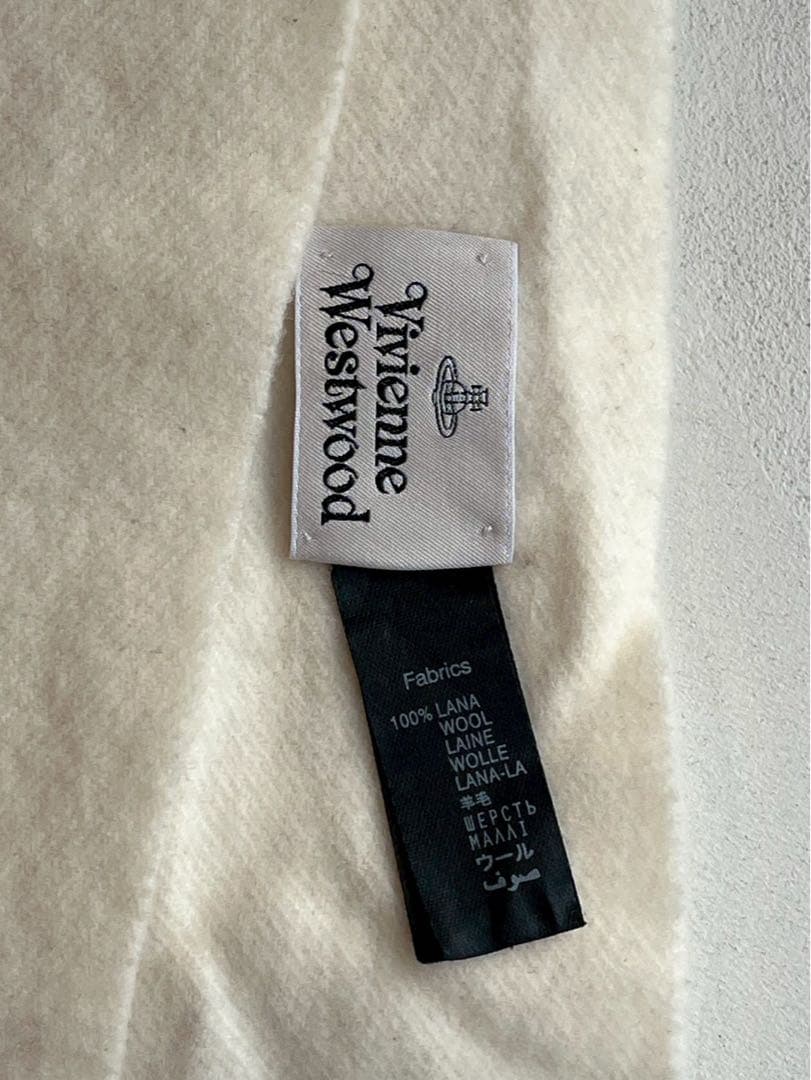 Vivienne
Westwood
Fabrics
100% LANA
WOOL
LAINE
WOLLE
LANA-LA
羊毛
ШЕРСТЬ
ΜΑΛΛΙ
ウール
صوف